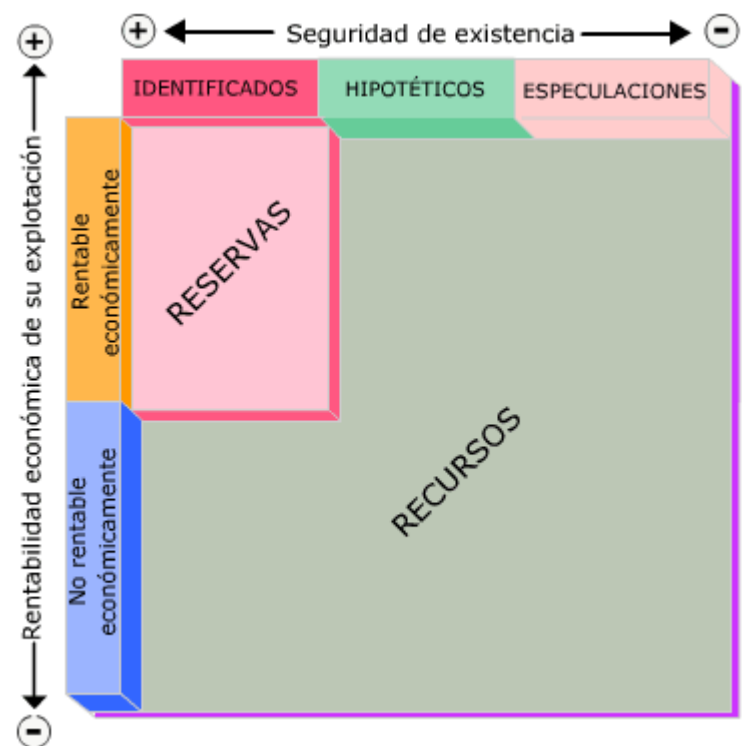 + Seguridad de existencia -
+
IDENTIFICADOS
HIPOTÉTICOS
ESPECULACIONES
Rentabilidad económica de su explotación
Rentable
económicamente
RESERVAS
No rentable
económicamente
RECURSOS
-